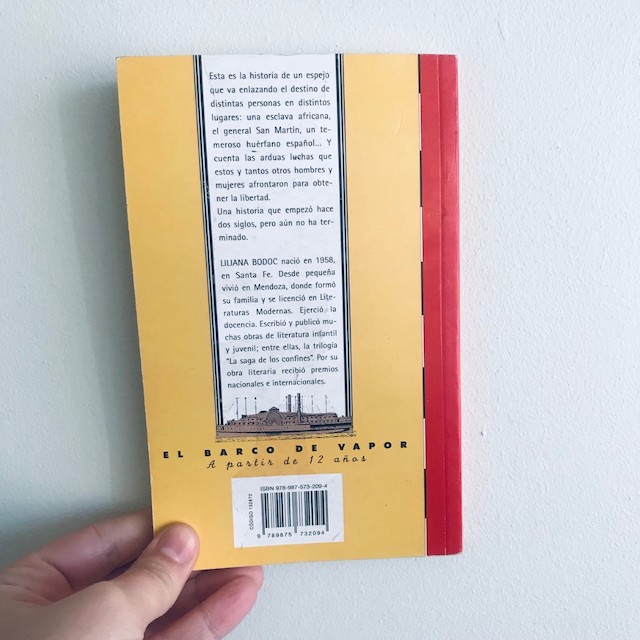 Esta es la historia de un espejo
que va enlazando el destino de
distintas personas en distintos
lugares: una esclava africana,
el general San Martín, un te-
meroso huérfano español... Y
cuenta las arduas luchas que
estos y tantos otros hombres y
mujeres afrontaron para obte-
ner la libertad.
Una historia que empezó hace
dos siglos, pero aún no ha ter-
minado.
LILIANA BODOC nació en 1958,
en Santa Fe. Desde pequeña
vivió en Mendoza, donde formó
su familia y se licenció en Lite-
raturas Modernas. Ejerció la
docencia. Escribió y publicó mu-
chas obras de literatura infantil
y juvenil; entre ellas, la trilogía
"La saga de los confines". Por su
obra literaria recibió premios
nacionales e internacionales.
EL BARCO DE VAPOR
A partir de 12 años
ISBN 978-987-573-209-4
CÓDIGO 132872
9 789875 732094